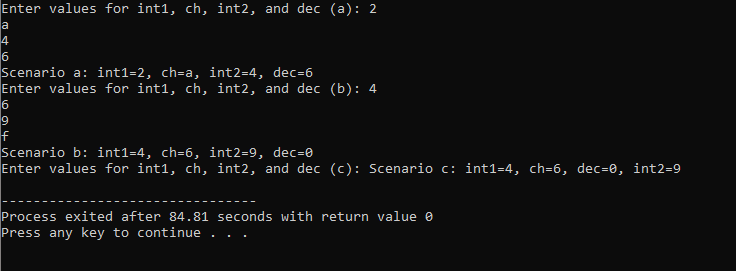 Enter values for int1, ch, int2, and dec (a): 2
a
4
6
Scenario a: int1=2, ch=a, int2=4, dec=6
Enter values for int1, ch, int2, and dec (b): 4
6
9
f
Scenario b: int1=4, ch=6, int2=9, dec=0
Enter values for int1, ch, int2, and dec (c): Scenario c: int1=4, ch=6, dec=0, int2=9
--------------------------------
Process exited after 84.81 seconds with return value 0
Press any key to continue . . .